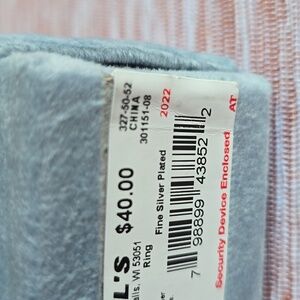 327-50-52
CHINA
301151-08
2022
L'S $40.00
alls, WI 53051
Ring
Fine Silver Plated
7 98899 43852 2
Security Device Enclosed
AT